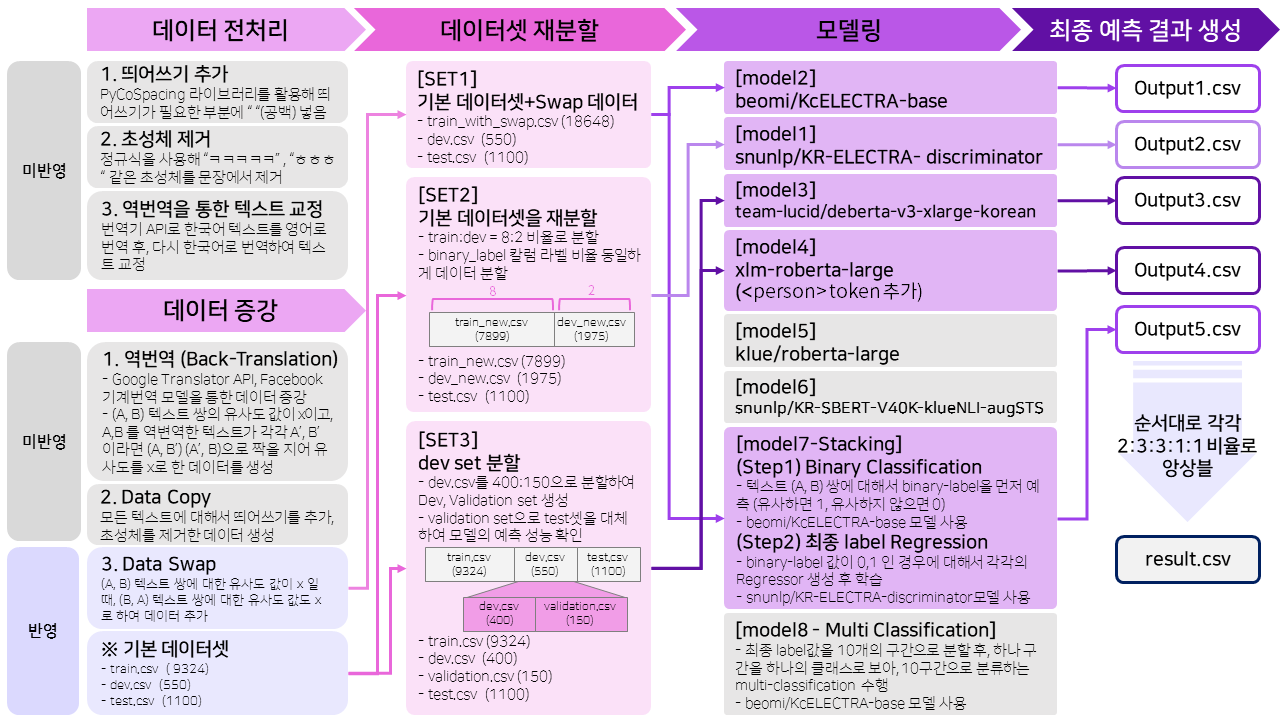 데이터 전처리
미반영
1. 띄어쓰기 추가
PyCoSpacing 라이브러리를 활용해 띄
어쓰기가 필요한 부분에 “ “(공백) 넣음
2. 초성체 제거
정규식을 사용해 “ㅋㅋㅋㅋㅋ” , “ㅎㅎㅎ
“ 같은 초성체를 문장에서 제거
3. 역번역을 통한 텍스트 교정
번역기 API로 한국어 텍스트를 영어로
번역 후, 다시 한국어로 번역하여 텍스
트 교정
데이터 증강
미반영
1. 역번역 (Back-Translation)
- Google Translator API, Facebook
기계번역 모델을 통한 데이터 증강
- (A, B) 텍스트 쌍의 유사도 값이 x이고,
A,B 를 역변역한 텍스트가 각각 A’, B’
이라면 (A, B’) (A’, B)으로 짝을 지어 유
사도를 x로 한 데이터를 생성
2. Data Copy
모든 텍스트에 대해서 띄어쓰기를 추가,
초성체를 제거한 데이터 생성
반영
3. Data Swap
(A, B) 텍스트 쌍에 대한 유사도 값이 x 일
때, (B, A) 텍스트 쌍에 대한 유사도 값도 x
로 하며 데이터 추가
※ 기본 데이터셋
- train.csv ( 9324)
- dev.csv (550)
- test.csv (1100)
데이터셋 재분할
[SET1]
기본 데이터셋+Swap 데이터
- train_with_swap.csv (18648)
- dev.csv (550)
- test.csv (1100)
[SET2]
기본 데이터셋을 재분할
- train:dev = 8:2 비율로 분할
- binary_label 칼럼 라벨 비율 동일하
게 데이터 분할
8 2
train_new.csv dev_new.csv
(7899) (1975)
- train_new.csv (7899)
- dev_new.csv (1975)
- test.csv (1100)
[SET3]
dev set 분할
- dev.csv를 400:150으로 분할하여
Dev, Validation set 생성
- validation set으로 test셋을 대체
하여 모델의 예측 성능 확인
train.csv dev.csv test.csv
(9324) (550) (1100)
dev.csv validation.csv
(400) (150)
- train.csv (9324)
- dev.csv (400)
- validation.csv (150)
- test.csv (1100)
모델링
[model2]
beomi/KcELECTRA-base
[model1]
snunlp/KR-ELECTRA- discriminator
[model3]
team-lucid/deberta-v3-xlarge-korean
[model4]
xlm-roberta-large
(<person> token 추가)
[model5]
klue/roberta-large
[model6]
snunlp/KR-SBERT-V40K-klueNLI-augSTS
[model7-Stacking]
(Step1) Binary Classification
- 텍스트 (A, B) 쌍에 대해서 binary-label을 먼저 예
측 (유사하면 1, 유사하지 않으면 0)
- beomi/KcELECTRA-base 모델 사용
(Step2) 최종 label Regression
- binary-label 값이 0,1 인 경우에 대해서 각각의
Regressor 생성 후 학습
- snunlp/KR-ELECTRA-discriminator모델 사용
[model8 - Multi Classification]
- 최종 label값을 10개의 구간으로 분할 후, 하나 구
간을 하나의 클래스로 보아, 10구간으로 분류하는
multi-classification 수행
- beomi/KcELECTRA-base 모델 사용
최종 예측 결과 생성
Output1.csv
Output2.csv
Output3.csv
Output4.csv
Output5.csv
순서대로 각각
2:3:3:1:1 비율로
앙상블
result.csv